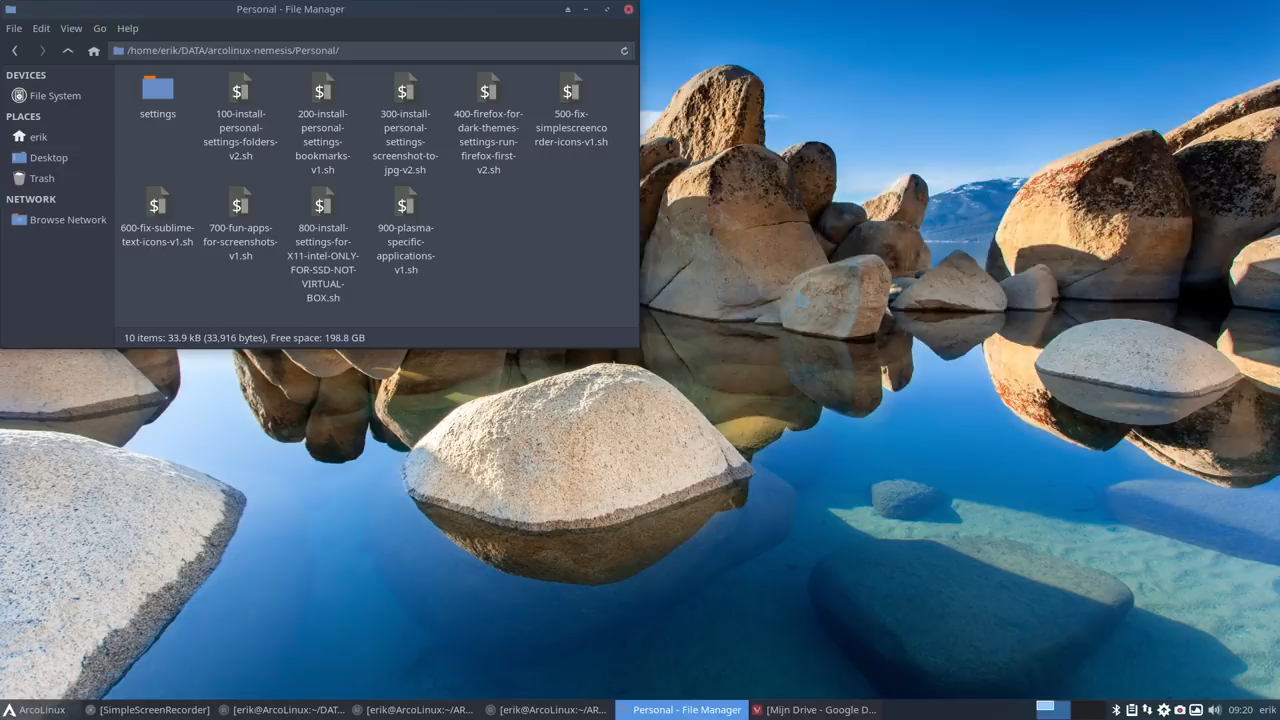 Personal - File Manager
File Edit View Go Help
/home/erik/DATA/arcolinux-nemesis/Personal/
DEVICES
File System
PLACES
erik
Desktop
Trash
NETWORK
Browse Network
settings
100-install-
personal-
settings-folders-
v2.sh
200-install-
personal-
settings-
bookmarks-
v1.sh
300-install-
personal-
settings-
screenshot-to-
jpg-v2.sh
400-firefox-for-
dark-themes-
settings-run-
firefox-first-
v2.sh
500-fix-
simplescreenco
rder-icons-v1.sh
600-fix-sublime-
text-icons-v1.sh
700-fun-apps-
for-screenshots-
v1.sh
800-install-
settings-for-
X11-intel-ONLY-
FOR-SSD-NOT-
VIRTUAL-
BOX.sh
900-plasma-
specific-
applications-
v1.sh
10 items: 33.9 kB (33,916 bytes), Free space: 198.8 GB
ArcoLinux
[SimpleScreenRecorder]
[erik@ArcoLinux:~/DAT...
[erik@ArcoLinux:~/AR...
[erik@ArcoLinux:~/AR...
Personal - File Manager
[Mijn Drive - Google D...
09:20 erik